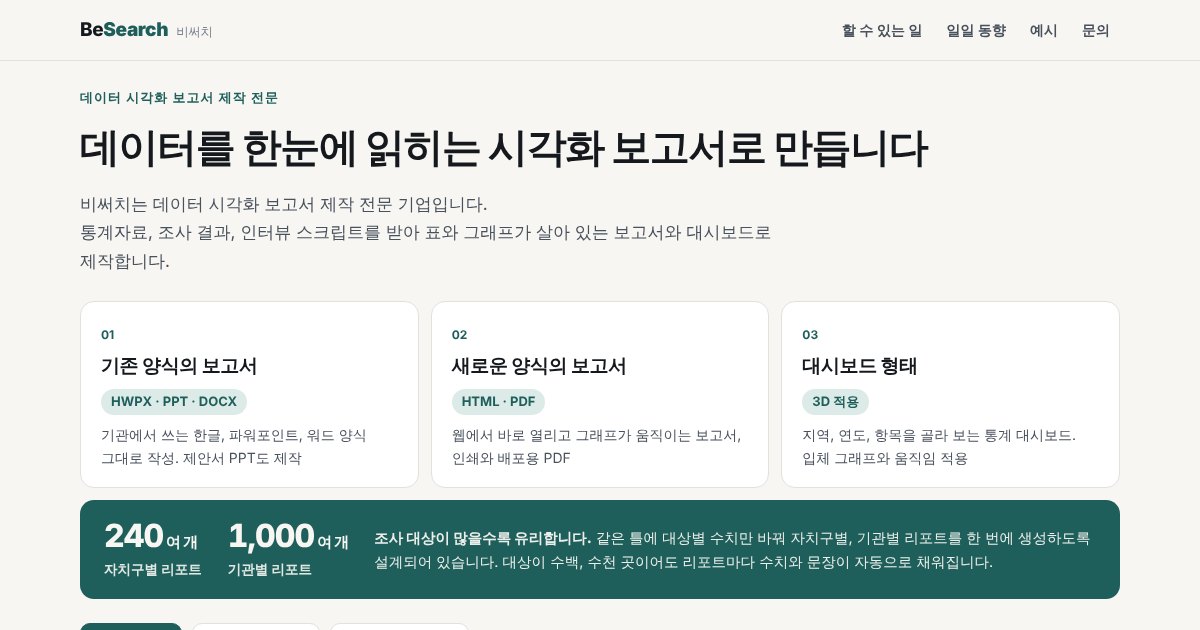 BeSearch 비써치
할 수 있는 일 일일 동향 예시 문의
데이터 시각화 보고서 제작 전문
데이터를 한눈에 읽히는 시각화 보고서로 만듭니다
비써치는 데이터 시각화 보고서 제작 전문 기업입니다.
통계자료, 조사 결과, 인터뷰 스크립트를 받아 표와 그래프가 살아 있는 보고서와 대시보드로
제작합니다.
01
기존 양식의 보고서
HWPX · PPT · DOCX
기관에서 쓰는 한글, 파워포인트, 워드 양식
그대로 작성. 제안서 PPT도 제작
02
새로운 양식의 보고서
HTML · PDF
웹에서 바로 열리고 그래프가 움직이는 보고서,
인쇄와 배포용 PDF
03
대시보드 형태
3D 적용
지역, 연도, 항목을 골라 보는 통계 대시보드.
입체 그래프와 움직임 적용
240여 개
자치구별 리포트
1,000여 개
기관별 리포트
조사 대상이 많을수록 유리합니다. 같은 틀에 대상별 수치만 바꿔 자치구별, 기관별 리포트를 한 번에 생성하도록
설계되어 있습니다. 대상이 수백, 수천 곳이어도 리포트마다 수치와 문장이 자동으로 채워집니다.